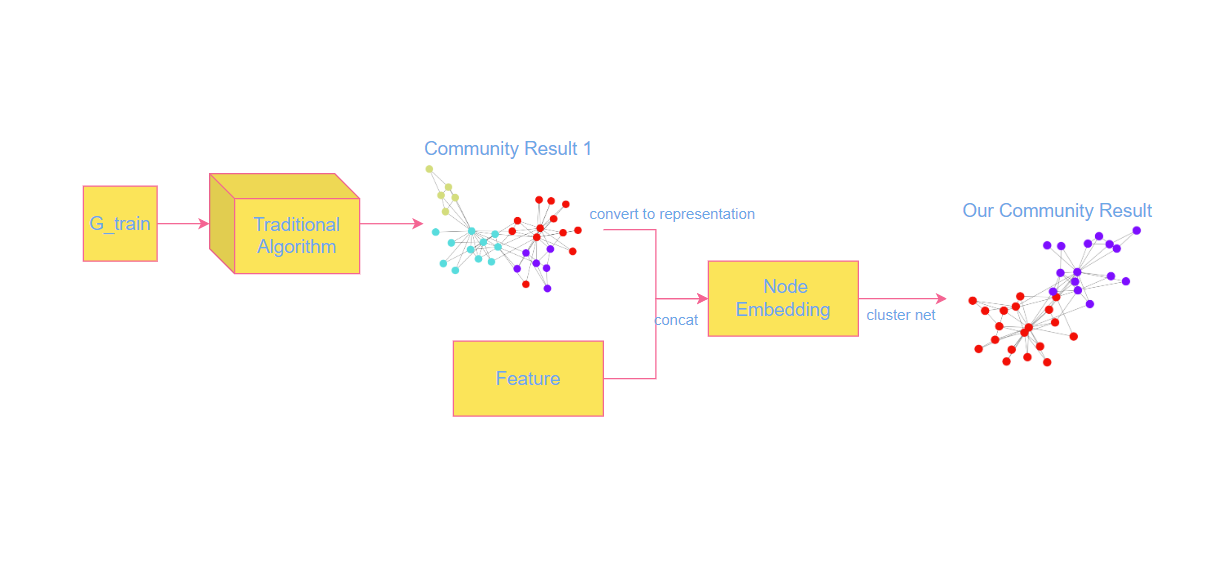 Community Result 1
G_train
Traditional
Algorithm
convert to representation
Our Community Result
Node
Embedding
concat
cluster net
Feature